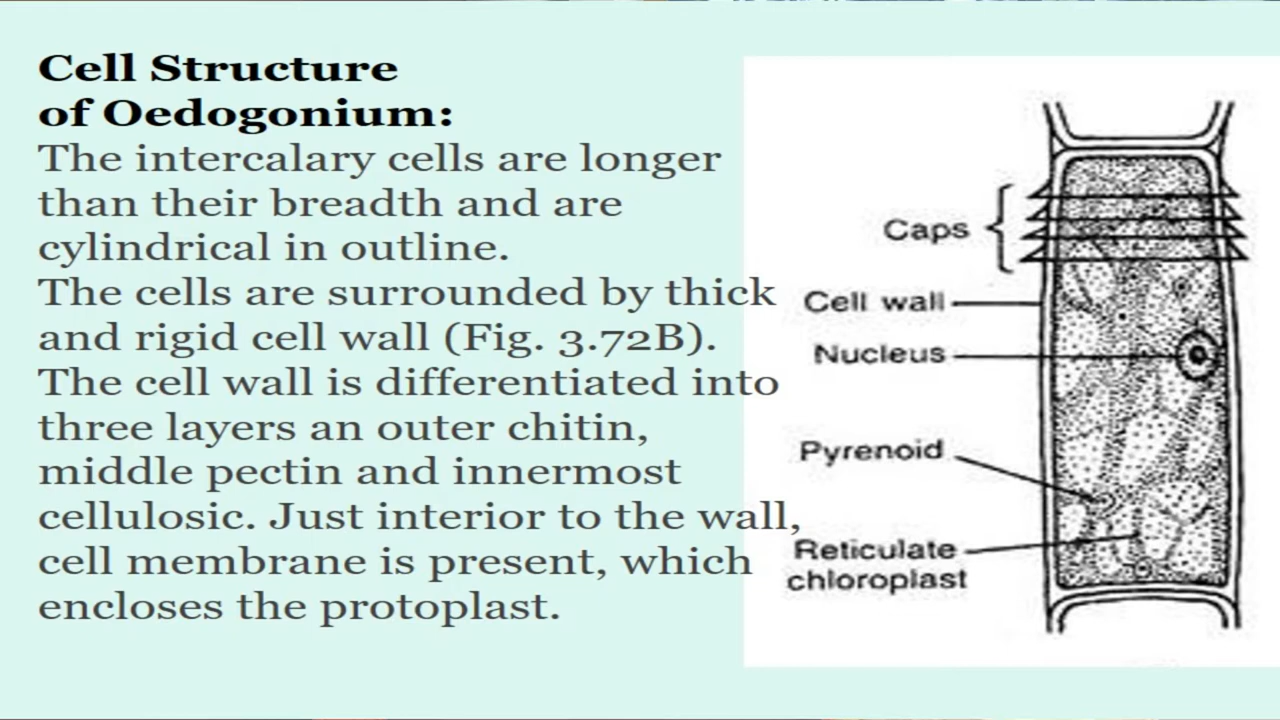 Cell Structure
of Oedogonium:
The intercalary cells are longer
than their breadth and are
cylindrical in outline.
The cells are surrounded by thick
and rigid cell wall (Fig. 3.72B).
The cell wall is differentiated into
three layers an outer chitin,
middle pectin and innermost
cellulosic. Just interior to the wall,
cell membrane is present, which
encloses the protoplast.
Caps
Cell wall
Nucleus
Pyrenoid
Reticulate
chloroplast